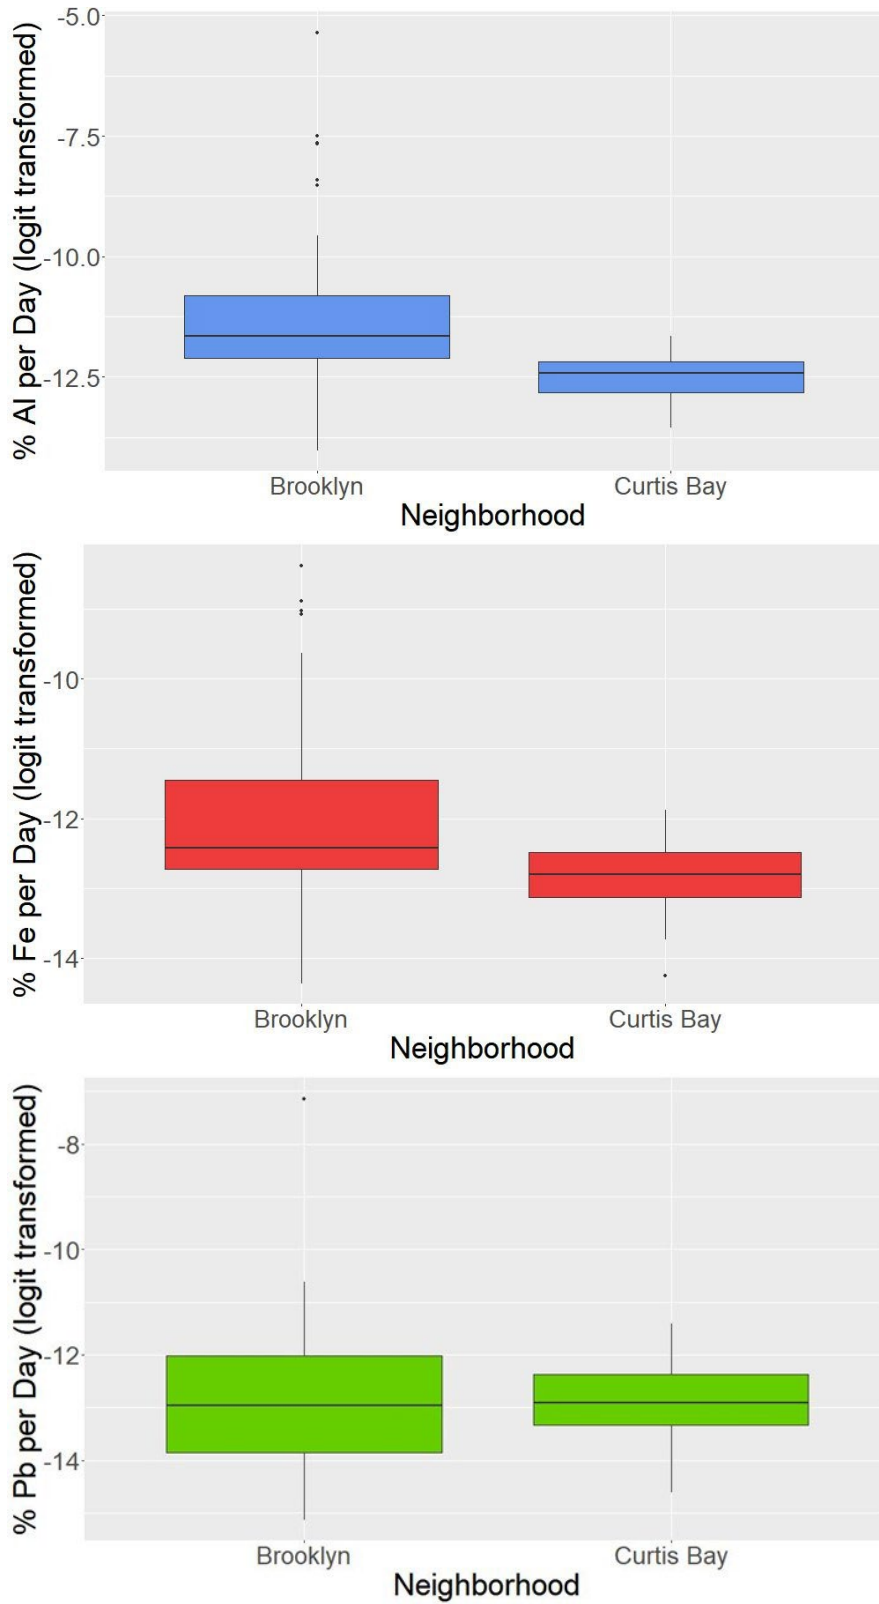 % Al per Day (logit transformed)
-5.0
-7.5
-10.0
-12.5
Brooklyn
Curtis Bay
Neighborhood
% Fe per Day (logit transformed)
-10
-12
-14
Brooklyn
Curtis Bay
Neighborhood
% Pb per Day (logit transformed)
-8
-10
-12
-14
Brooklyn
Curtis Bay
Neighborhood